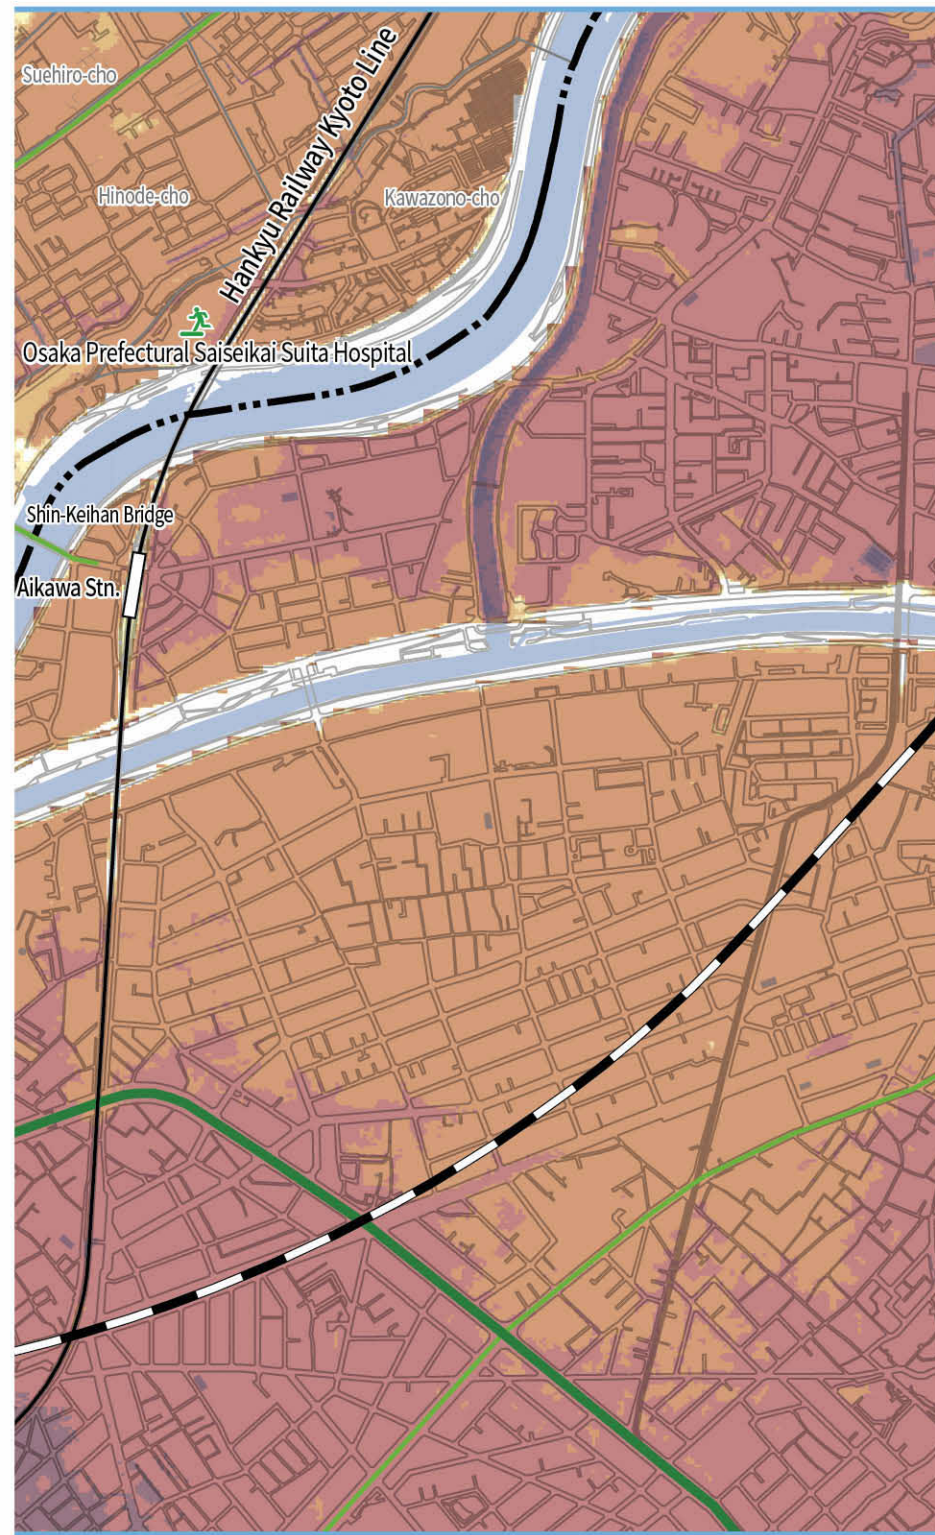 Suehiro-cho
Hankyu Railway Kyoto Line
Hinode-cho
Kawazono-cho
Osaka Prefectural Saiseikai Suita Hospital
Shin-Keihan Bridge
Aikawa Stn.